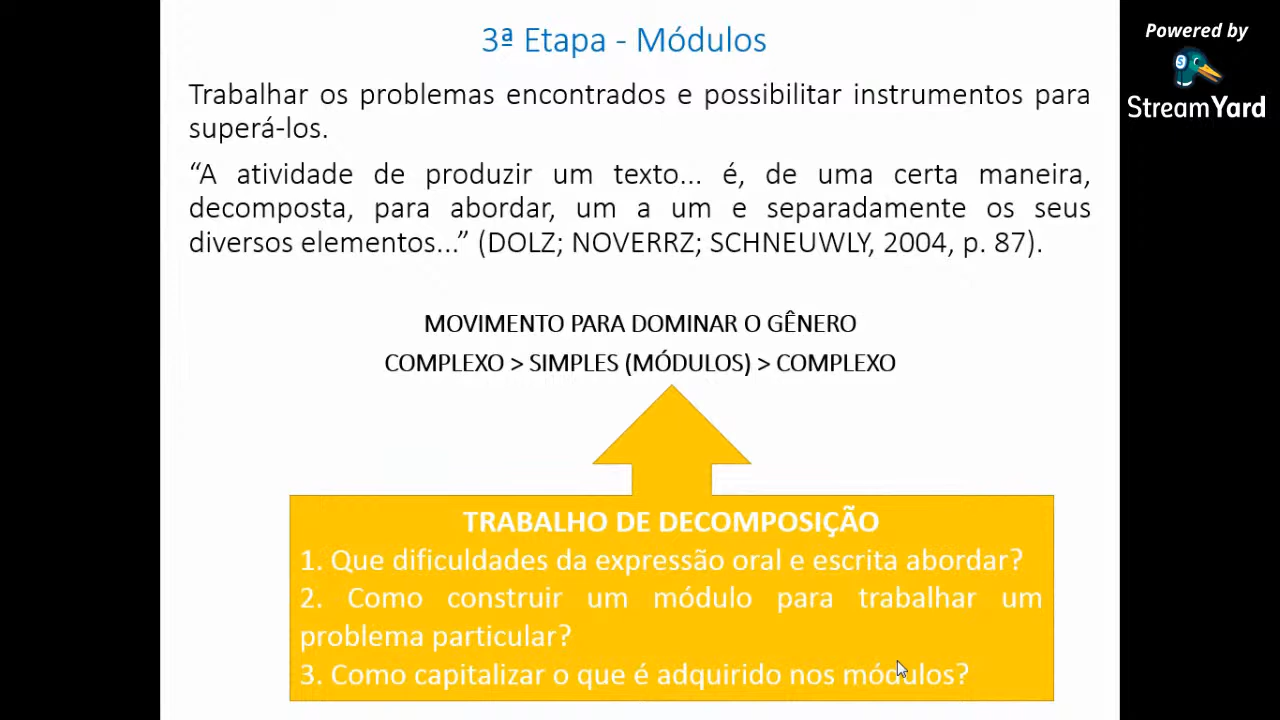 3ª Etapa - Módulos
Powered by
StreamYard
Trabalhar os problemas encontrados e possibilitar instrumentos para
superá-los.
“A atividade de produzir um texto... é, de uma certa maneira,
decomposta, para abordar, um a um e separadamente os seus
diversos elementos...” (DOLZ; NOVERRZ; SCHNEUWLY, 2004, p. 87).
MOVIMENTO PARA DOMINAR O GÊNERO
COMPLEXO > SIMPLES (MÓDULOS) > COMPLEXO
TRABALHO DE DECOMPOSIÇÃO
1. Que dificuldades da expressão oral e escrita abordar?
2. Como construir um módulo para trabalhar um
problema particular?
3. Como capitalizar o que é adquirido nos módulos?